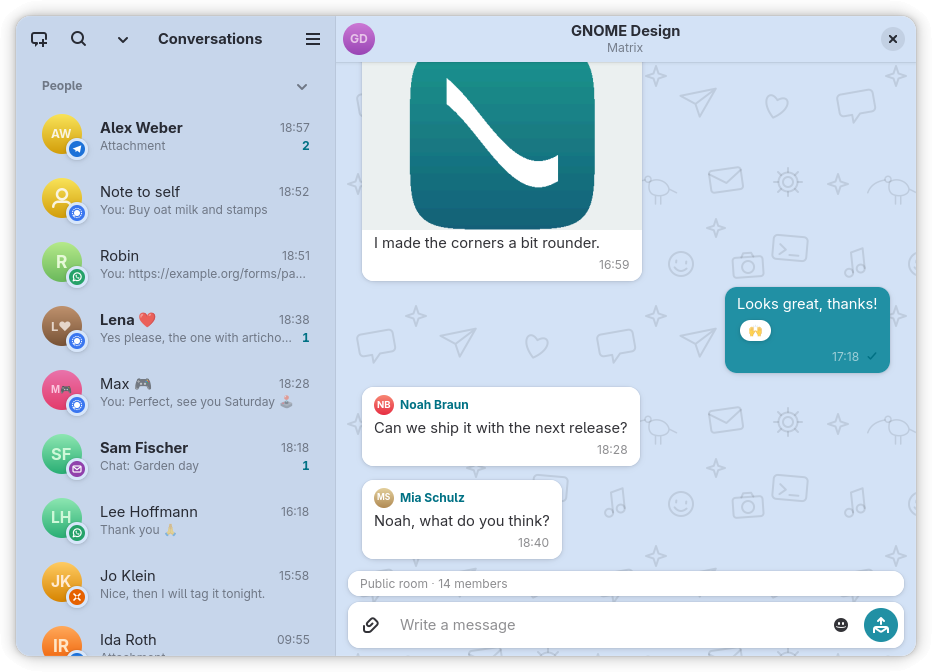 Conversations
People
AW
Alex Weber
18:57
Attachment
2
Note to self
18:52
You: Buy oat milk and stamps
R
Robin
18:51
You: https://example.org/forms/pa…
L❤
Lena ❤️
18:38
Yes please, the one with articho…
1
M🎮
Max 🎮
18:28
You: Perfect, see you Saturday 🕹️
SF
Sam Fischer
18:18
Chat: Garden day
1
LH
Lee Hoffmann
16:18
Thank you 🙏
JK
Jo Klein
15:58
Nice, then I will tag it tonight.
IR
Ida Roth
09:55
Attachment
GD
GNOME Design
Matrix
I made the corners a bit rounder.
16:59
Looks great, thanks!
🙌
17:18 ✓
NB
Noah Braun
Can we ship it with the next release?
18:28
MS
Mia Schulz
Noah, what do you think?
18:40
Public room · 14 members
Write a message